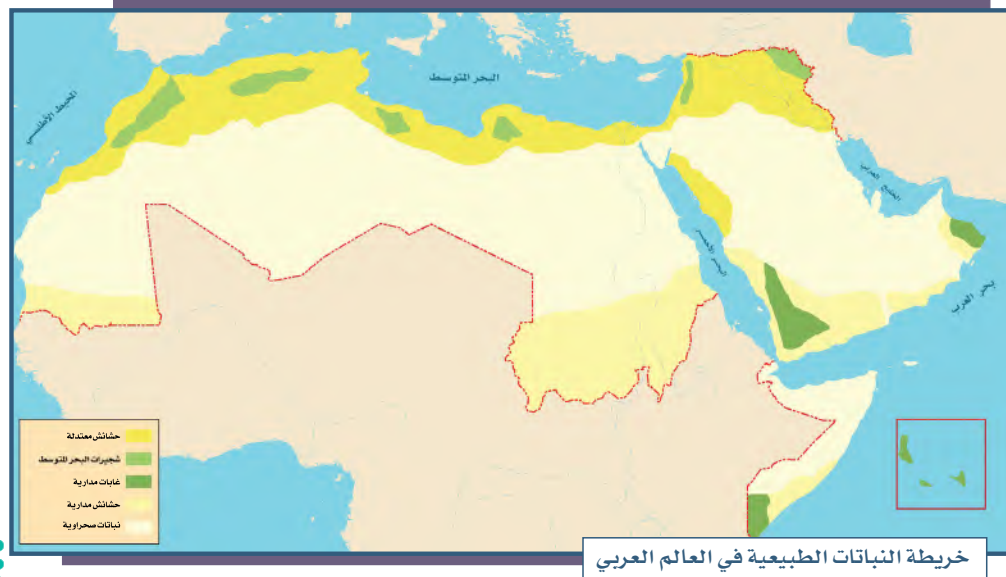 المحيط الأطلسي
البحر المتوسط
الخليج العربي
البحر الأحمر
بحر العرب
حشائش معتدلة
شجيرات البحر المتوسط
غابات مدارية
حشائش مدارية
نباتات صحراوية
خريطة النباتات الطبيعية في العالم العربي